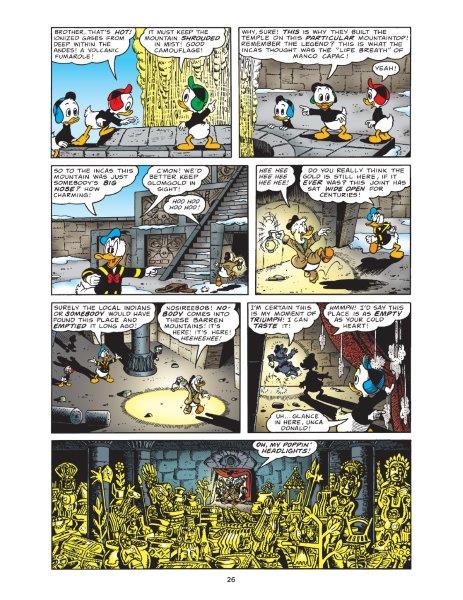 BROTHER, THAT'S HOT!
IONIZED GASES FROM
DEEP WITHIN THE
ANDES! A VOLCANIC
FUMAROLE!
IT MUST KEEP THE
MOUNTAIN SHROUDED
IN MIST! GOOD
CAMOUFLAGE!
WHY, SURE! THIS IS WHY THEY BUILT THE
TEMPLE ON THIS PARTICULAR MOUNTAINTOP!
REMEMBER THE LEGEND? THIS IS WHAT THE
INCAS THOUGHT WAS THE "LIFE BREATH" OF
MANCO CAPAC!
YEAH!
SO TO THE INCAS THIS
MOUNTAIN WAS JUST
SOMEBODY'S BIG
NOSE? HOW
CHARMING!
C'MON! WE'D
BETTER KEEP
GLOMGOLD IN
SIGHT!
HOO HOO
HOO HOO!
HEE HEE
HEE HEE
HEE HEE!
DO YOU REALLY THINK THE
GOLD IS STILL HERE, IF IT
EVER WAS? THIS JOINT HAS
SAT WIDE OPEN FOR
CENTURIES!
SURELY THE LOCAL INDIANS
OR SOMEBODY WOULD HAVE
FOUND THIS PLACE AND
EMPTIED IT LONG AGO!
NOSIREEBOB! NO-
BODY COMES INTO
THESE BARREN
MOUNTAINS! IT'S
HERE! IT'S HERE!
HEEHEEHEE!
I'M CERTAIN THIS
IS MY MOMENT OF
TRIUMPH! I CAN
TASTE IT!
HMMPH! I'D SAY THIS
PLACE IS AS EMPTY
AS YOUR COLD
HEART!
UH... GLANCE
IN HERE, UNCA
DONALD!
OH, MY POPPIN'
HEADLIGHTS!
26